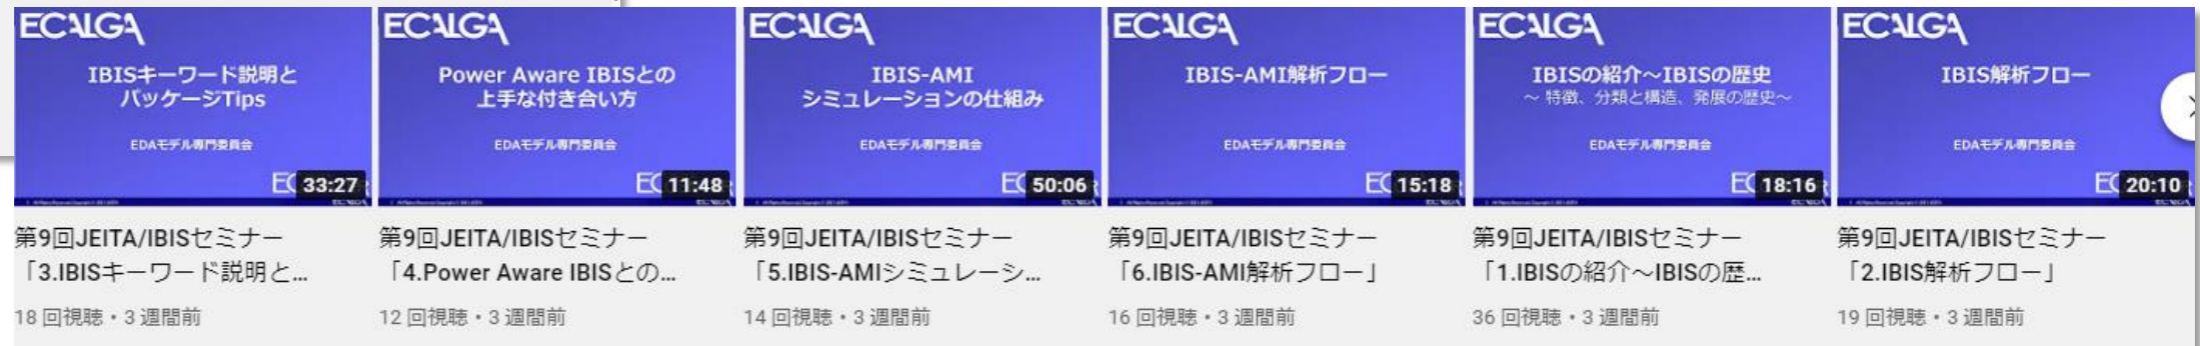 ECALGA
IBISキーワード説明と
パッケージTips
EDAモデル専門委員会
33:27
第9回JEITA/IBISセミナー
「3.IBISキーワード説明と...
18 回視聴・3 週間前
ECALGA
Power Aware IBISとの
上手な付き合い方
EDAモデル専門委員会
11:48
第9回JEITA/IBISセミナー
「4.Power Aware IBISとの...
12 回視聴・3 週間前
ECALGA
IBIS-AMI
シミュレーションの仕組み
EDAモデル専門委員会
50:06
第9回JEITA/IBISセミナー
「5.IBIS-AMIシミュレーシ...
14 回視聴・3 週間前
ECALGA
IBIS-AMI解析フロー
EDAモデル専門委員会
15:18
第9回JEITA/IBISセミナー
「6.IBIS-AMI解析フロー」
16 回視聴・3 週間前
ECALGA
IBISの紹介～IBISの歴史
～ 特徴、分類と構造、発展の歴史～
EDAモデル専門委員会
18:16
第9回JEITA/IBISセミナー
「1.IBISの紹介～IBISの歴...
36 回視聴・3 週間前
ECALGA
IBIS解析フロー
EDAモデル専門委員会
20:10
第9回JEITA/IBISセミナー
「2.IBIS解析フロー」
19 回視聴・3 週間前